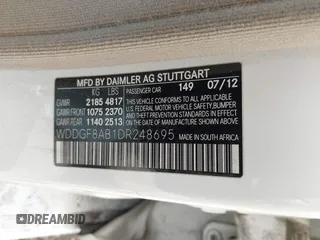 MFD BY DAIMLER AG STUTTGART
KG LBS PASSENGER CAR 149 07/12
GVWR 2185 4817
GAWR FRONT 1075 2370
GAWR REAR 1140 2513
THIS VEHICLE CONFORMS TO ALL
APPLICABLE FEDERAL
U.S. MOTOR VEHICLE SAFETY, BUMPER,
AND THEFT PREVENTION STANDARDS
IN EFFECT ON THE DATE OF
MANUFACTURE SHOWN ABOVE
WDDGF8AB1DR248695
MADE IN SOUTH AFRICA
DREAMBID
DREAMBID.COM